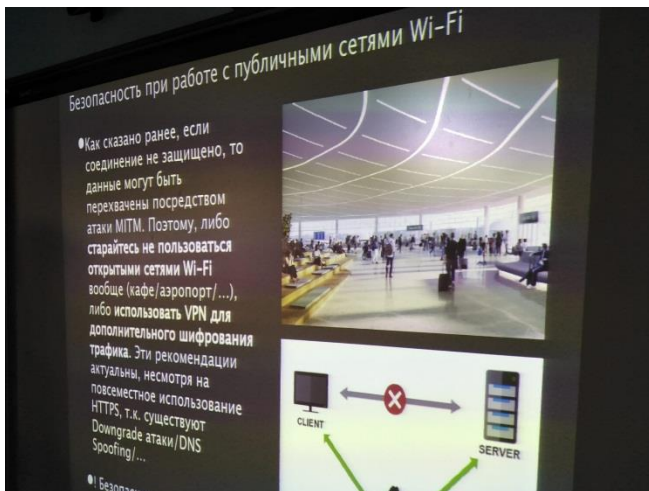 Безопасность при работе с публичными сетями Wi-Fi
•Как сказано ранее, если
соединение не защищено, то
данные могут быть
перехвачены посредством
атаки MITM. Поэтому, либо
старайтесь не пользоваться
открытыми сетями Wi-Fi
вообще (кафе/аэропорт/...),
либо использовать VPN для
дополнительного шифрования
трафика. Эти рекомендации
актуальны, несмотря на
повсеместное использование
HTTPS, т.к. существуют
Downgrade атаки/DNS
Spoofing/...
•!
CLIENT
SERVER